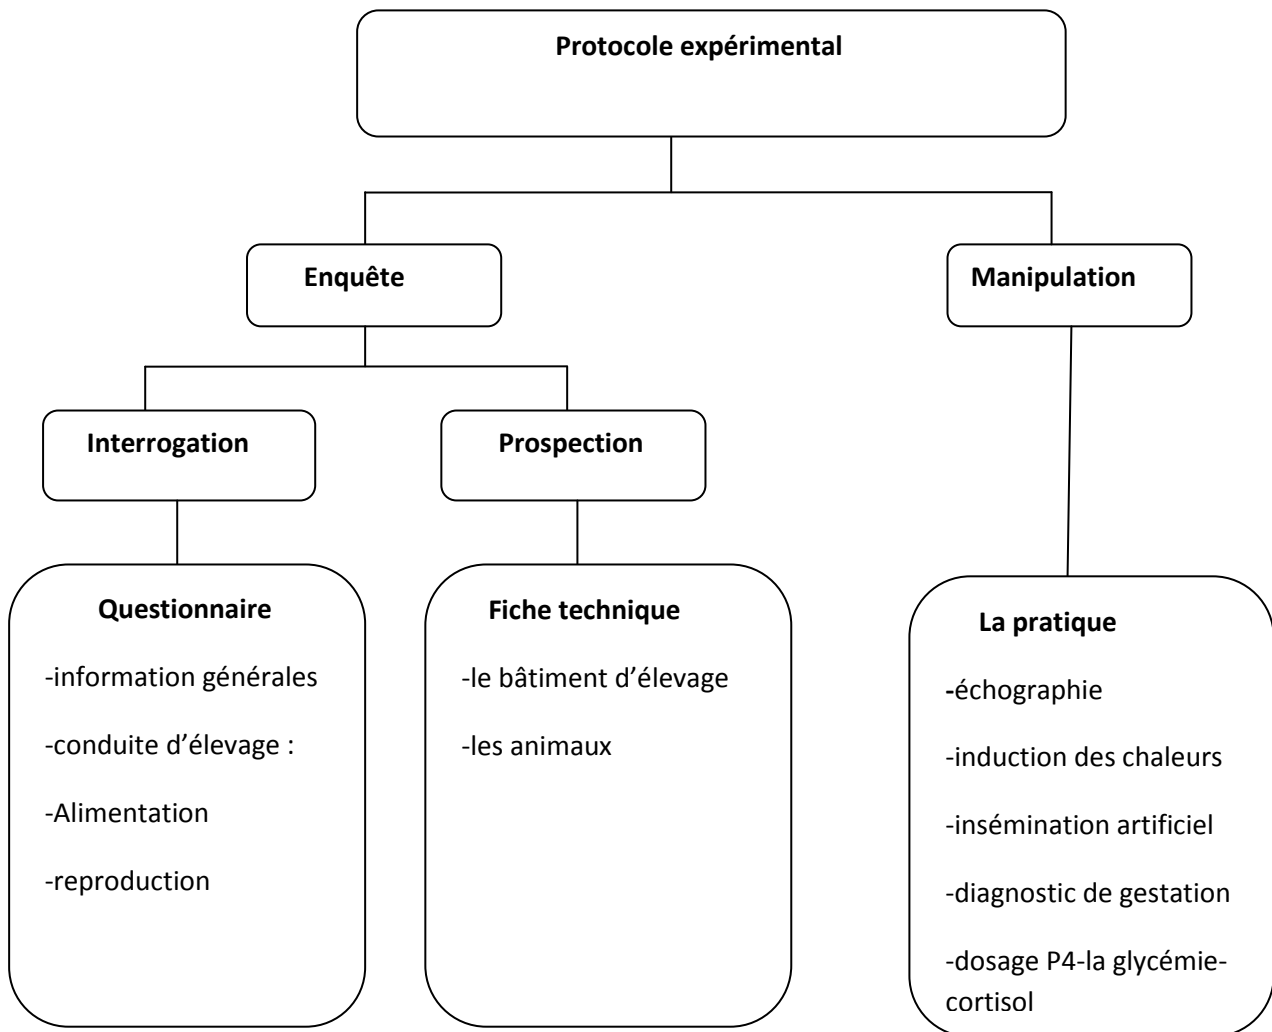 Protocole expérimental
Enquête
Manipulation
Interrogation
Prospection
Questionnaire
-information générales
-conduite d’élevage :
-Alimentation
-reproduction
Fiche technique
-le bâtiment d’élevage
-les animaux
La pratique
-échographie
-induction des chaleurs
-insémination artificiel
-diagnostic de gestation
-dosage P4-la glycémie-
cortisol